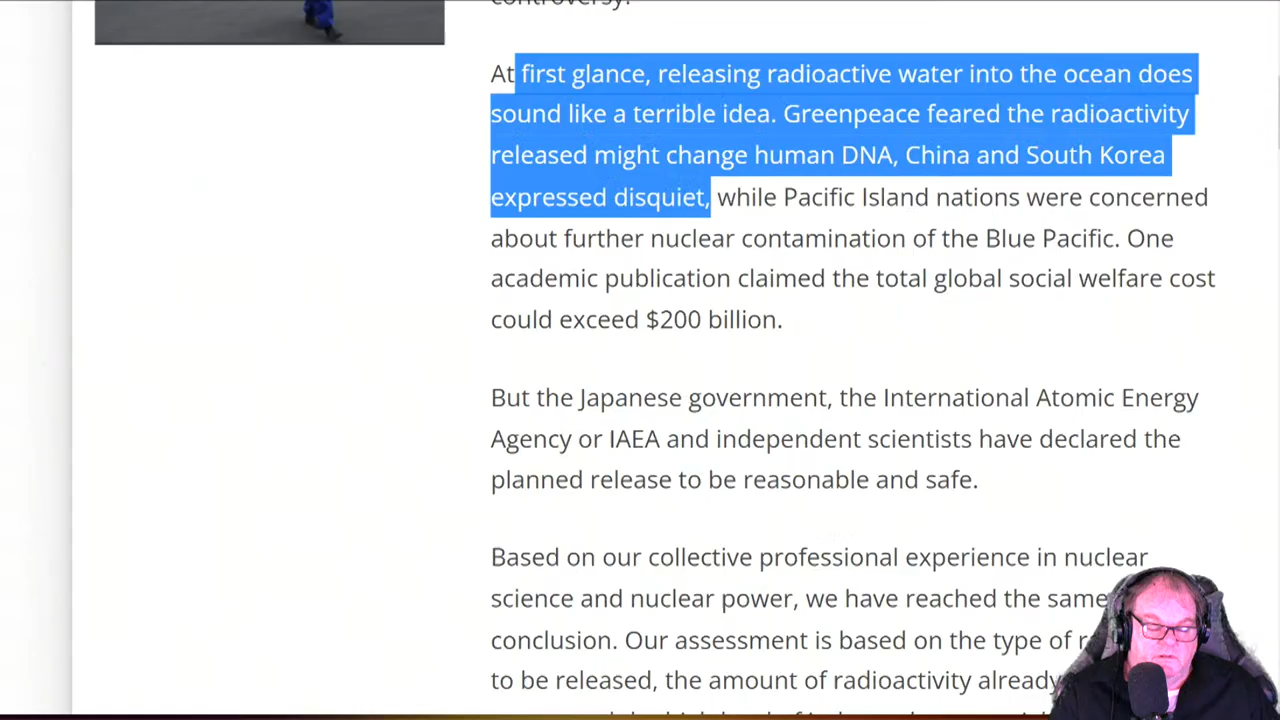 controversy.
At first glance, releasing radioactive water into the ocean does
sound like a terrible idea. Greenpeace feared the radioactivity
released might change human DNA, China and South Korea
expressed disquiet, while Pacific Island nations were concerned
about further nuclear contamination of the Blue Pacific. One
academic publication claimed the total global social welfare cost
could exceed $200 billion.
But the Japanese government, the International Atomic Energy
Agency or IAEA and independent scientists have declared the
planned release to be reasonable and safe.
Based on our collective professional experience in nuclear
science and nuclear power, we have reached the same
conclusion. Our assessment is based on the type of
to be released, the amount of radioactivity already